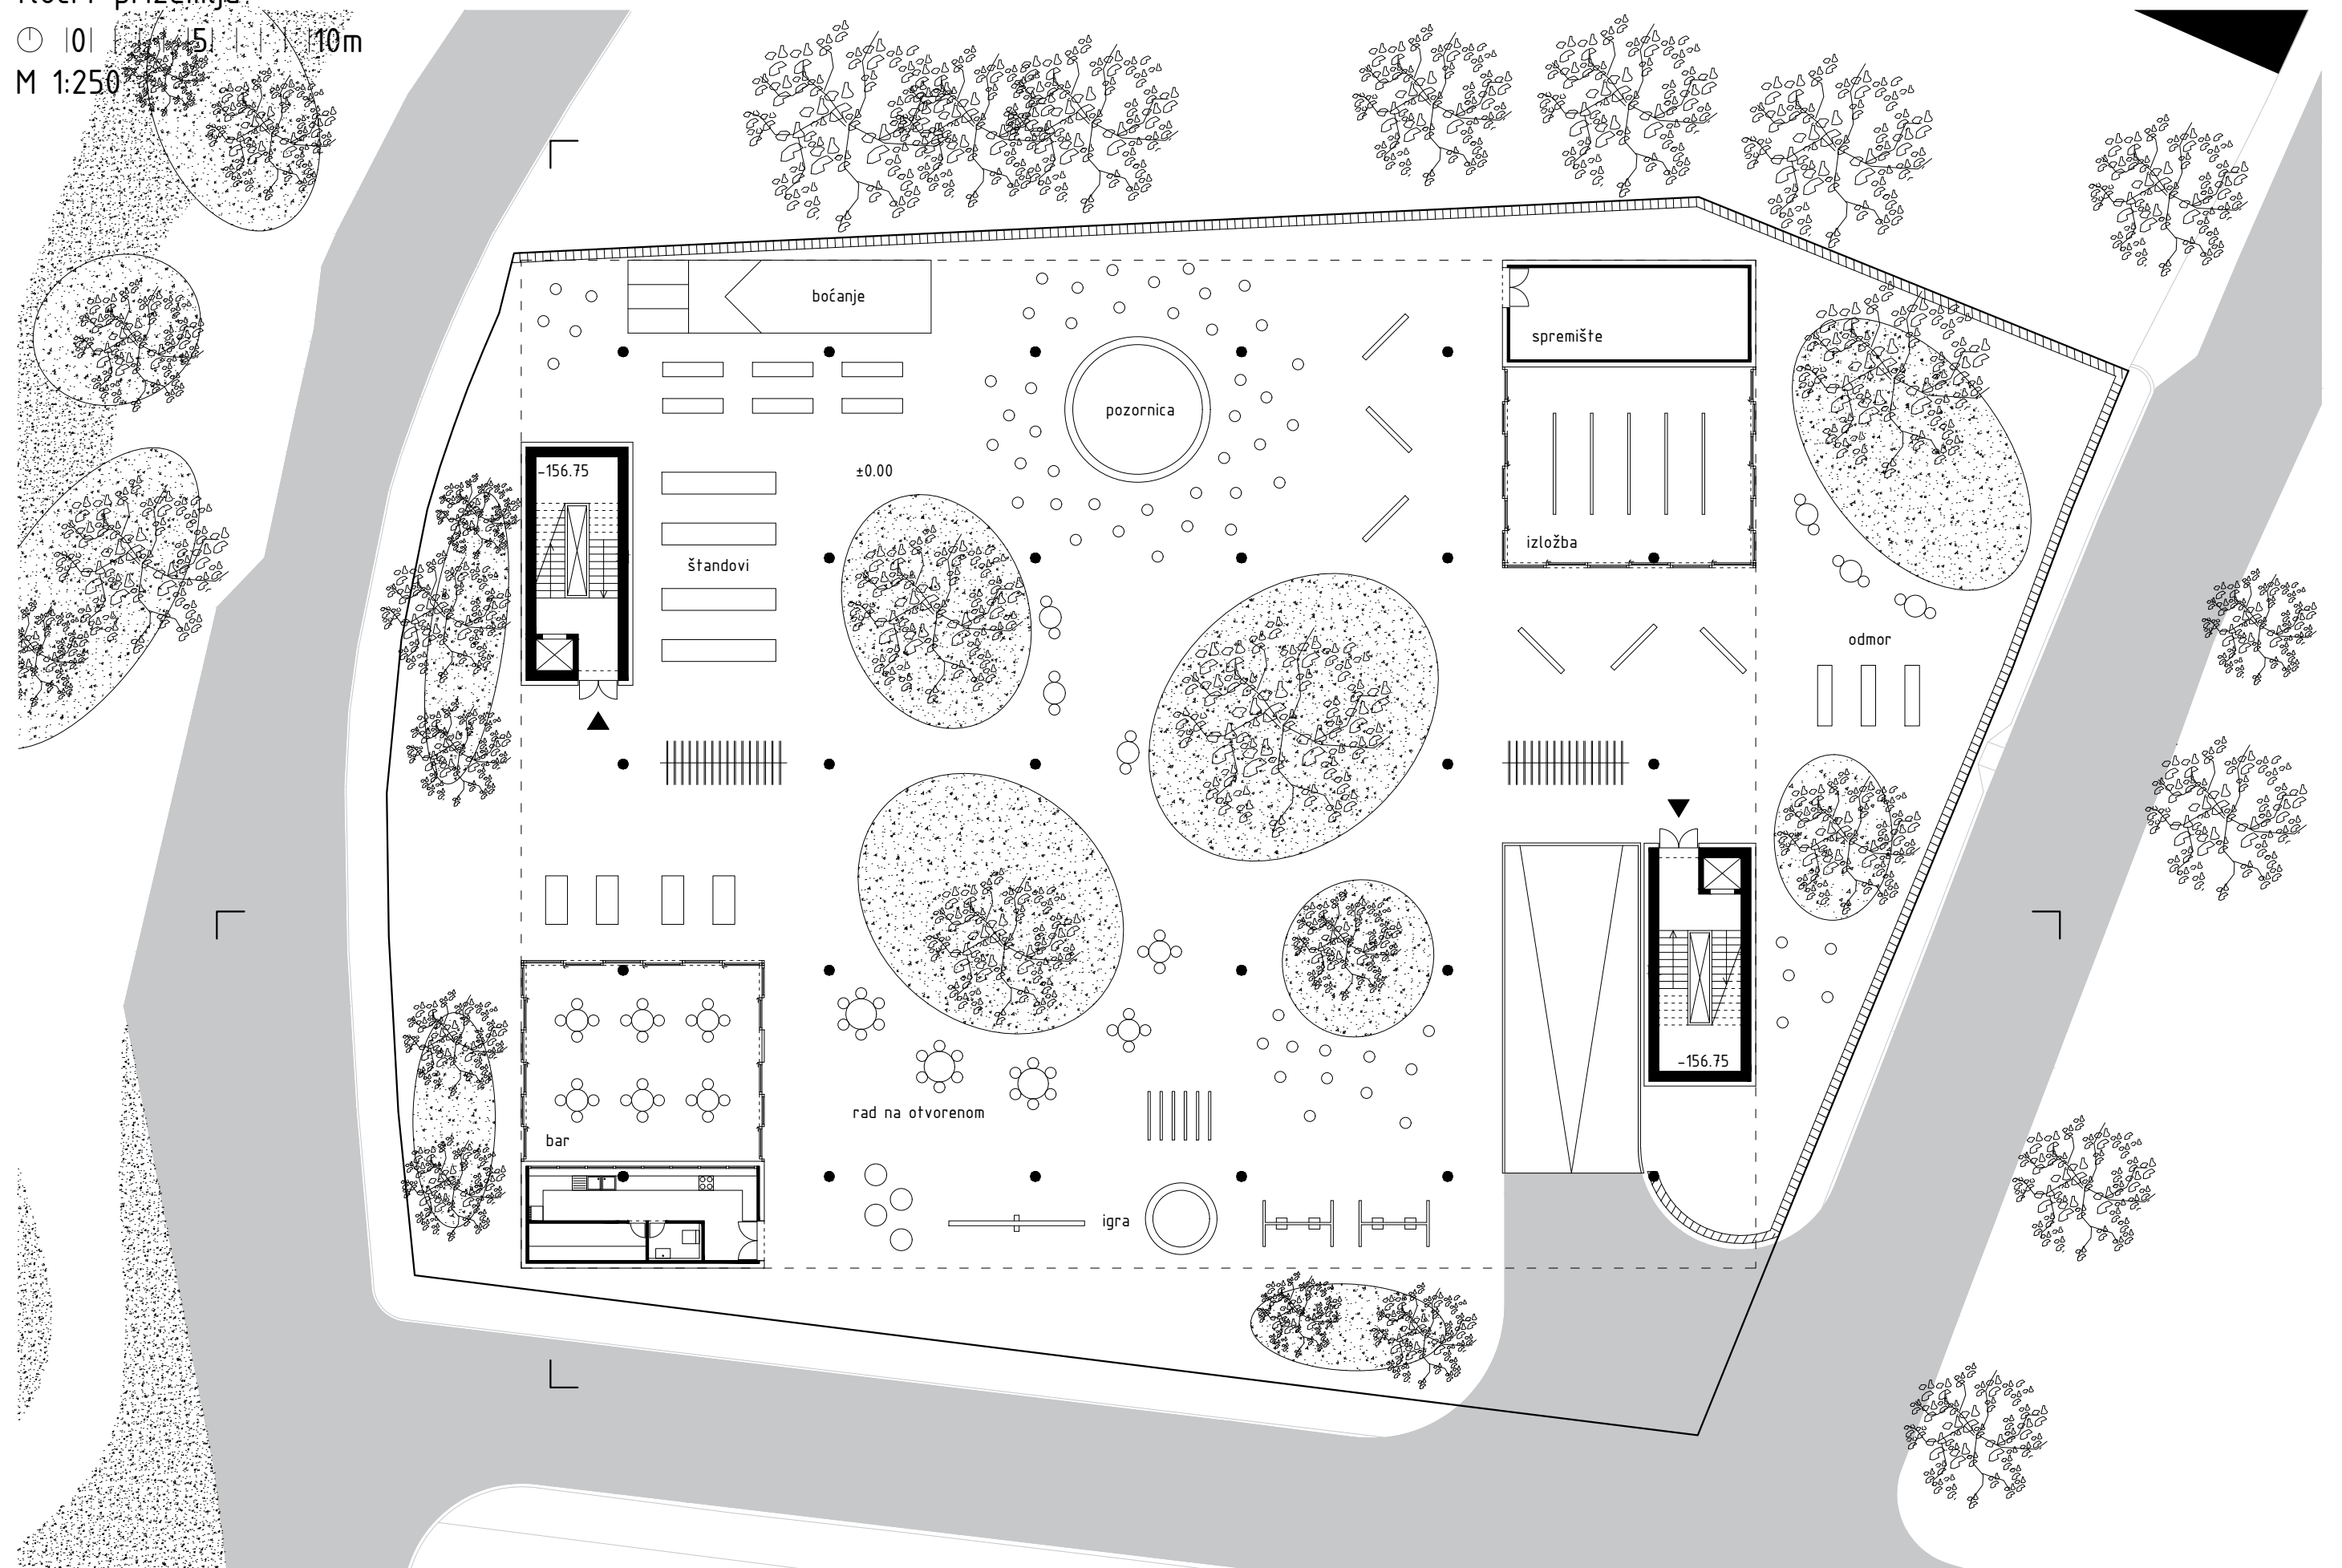 0 5 10m
M 1:250
boćanje
spremište
pozornica
-156.75
±0.00
izložba
štandovi
odmor
-156.75
rad na otvorenom
bar
igra